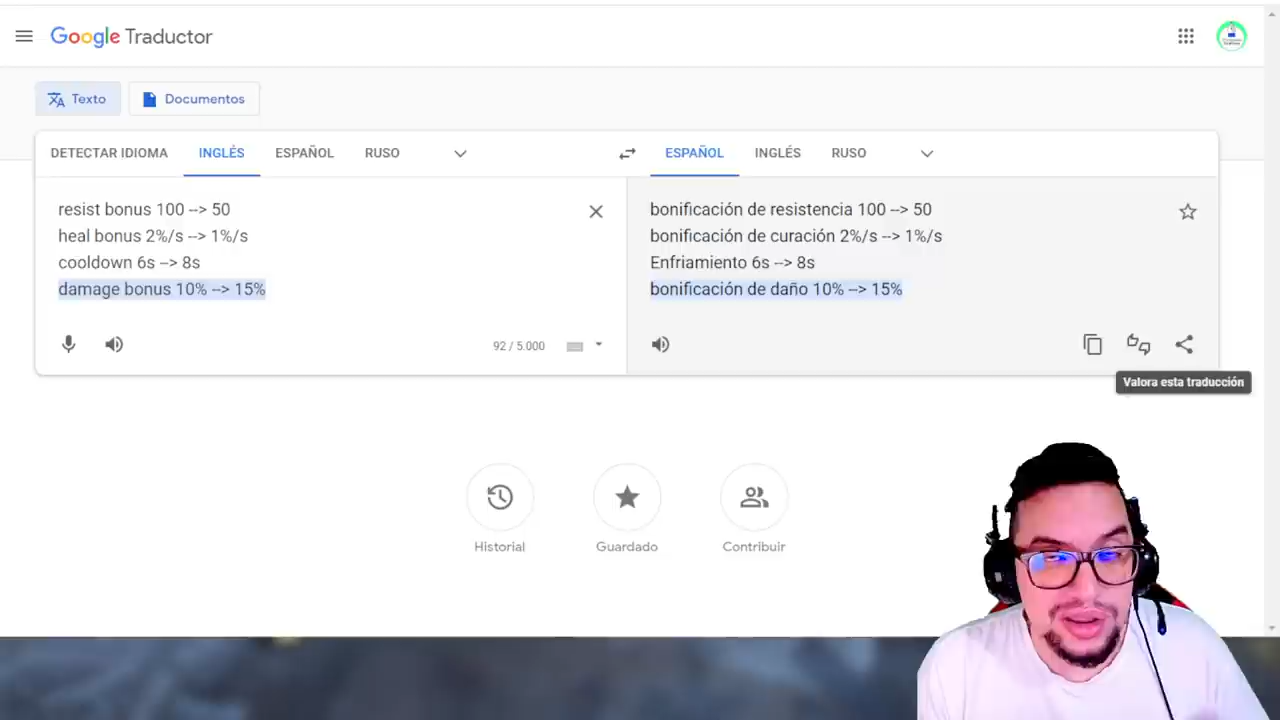 Google Traductor
Texto
Documentos
DETECTAR IDIOMA
INGLÉS
ESPAÑOL
RUSO
ESPAÑOL
INGLÉS
RUSO
resist bonus 100 --> 50
heal bonus 2%/s --> 1%/s
cooldown 6s --> 8s
damage bonus 10% --> 15%
92 / 5.000
bonificación de resistencia 100 --> 50
bonificación de curación 2%/s --> 1%/s
Enfriamiento 6s --> 8s
bonificación de daño 10% --> 15%
Valora esta traducción
Historial
Guardado
Contribuir